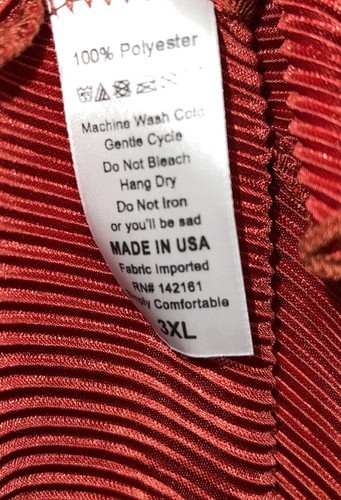 100% Polyester
Machine Wash Cold
Gentle Cycle
Do Not Bleach
Hang Dry
Do Not Iron
or you'll be sad
MADE IN USA
Fabric Imported
RN# 142161
Comfortable
3XL